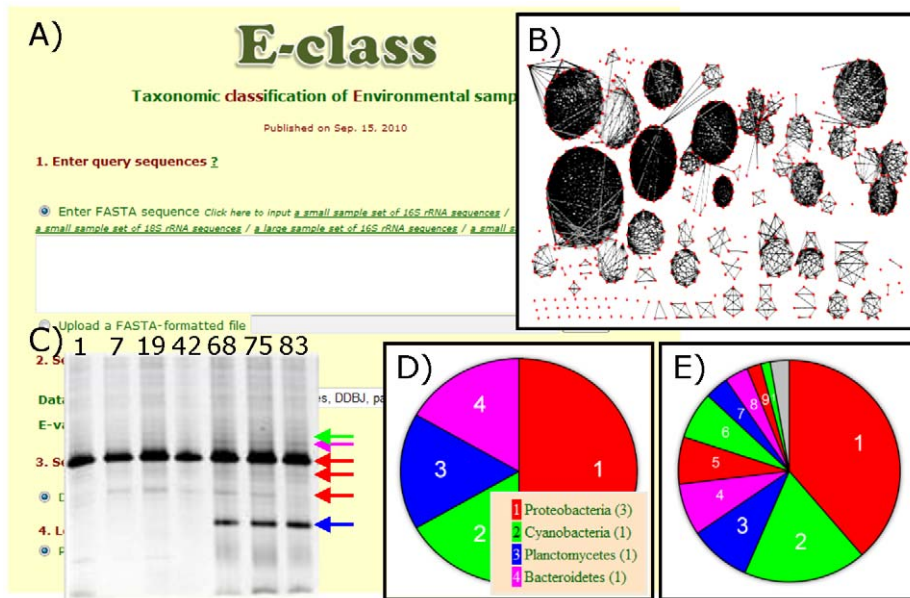 A)
E-class
Taxonomic classification of Environmental samp
Published on Sep. 15. 2010
1. Enter query sequences ?
Enter FASTA sequence Click here to input a small sample set of 16S rRNA sequences /
a small sample set of 18S rRNA sequences / a large sample set of 16S rRNA sequences / a small s
Upload a FASTA-formatted file
B)
C)
1 7 19 42 68 75 83
2. Se
Data
es, DDBJ, pa
E-va
3. Se
D
4. L
P
D)
1
2
3
4
1 Proteobacteria (3)
2 Cyanobacteria (1)
3 Planctomycetes (1)
4 Bacteroidetes (1)
E)
1
2
3
4
5
6
7
8
9